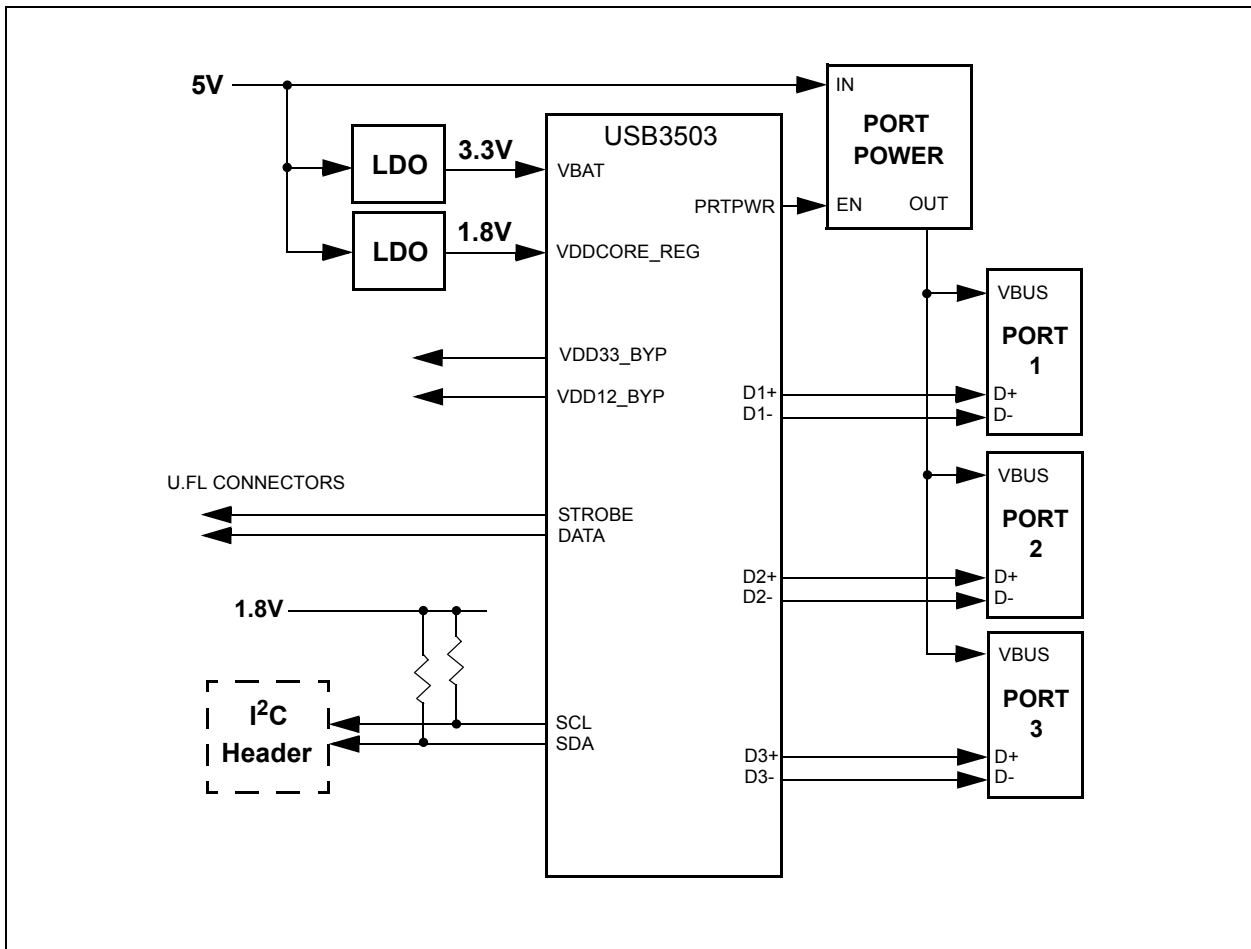 5V
IN
PORT
POWER
EN OUT
USB3503
LDO
3.3V
VBAT
PRTPWR
LDO
1.8V
VDDCORE_REG
VBUS
PORT
1
D+
D-
VDD33_BYP
VDD12_BYP
D1+
D1-
U.FL CONNECTORS
STROBE
DATA
VBUS
PORT
2
D+
D-
D2+
D2-
1.8V
I2C
Header
SCL
SDA
VBUS
PORT
3
D+
D-
D3+
D3-